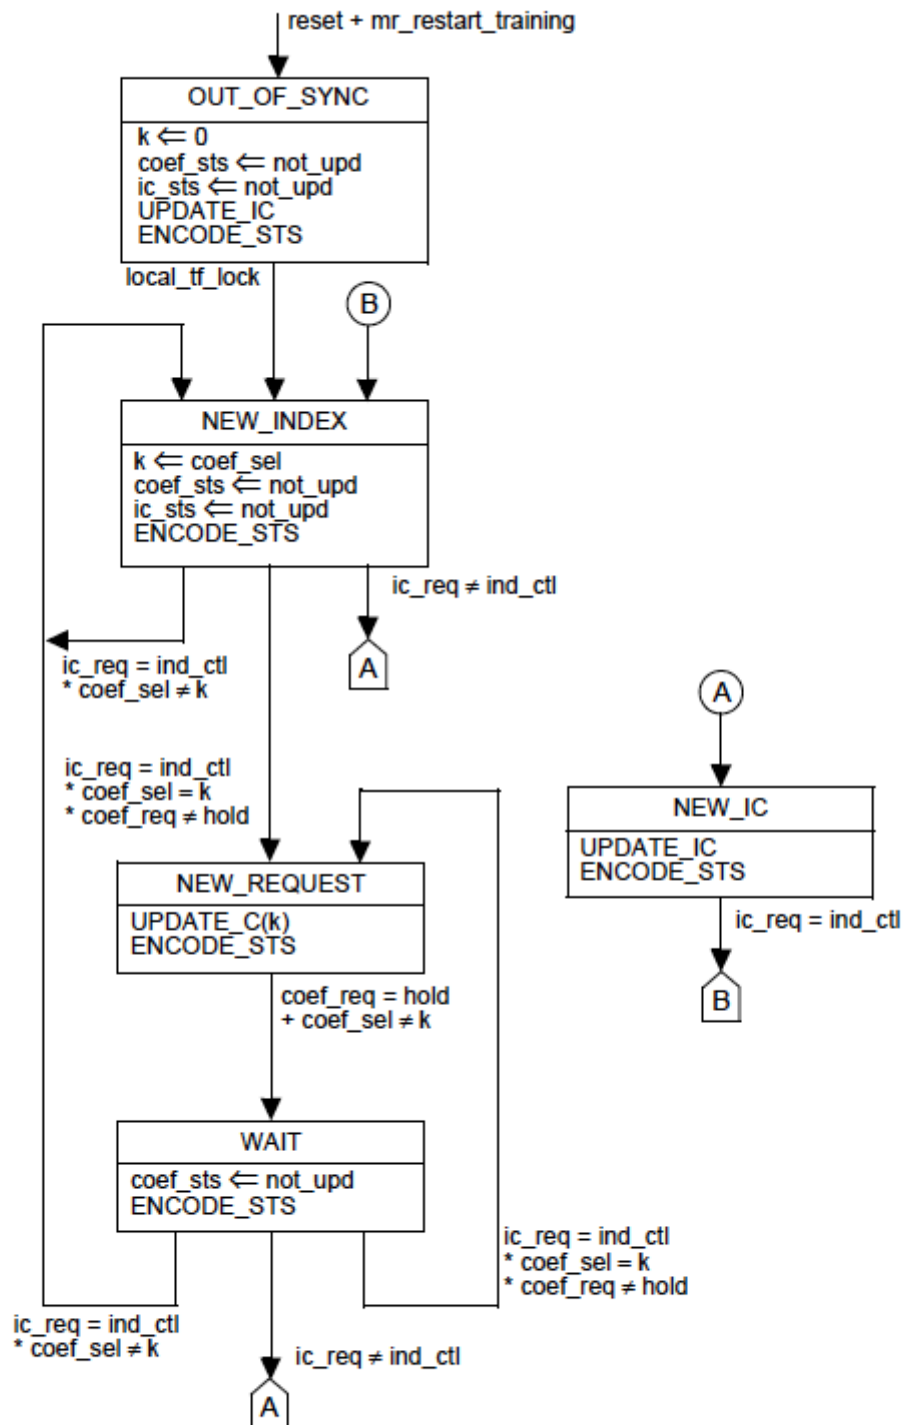 reset + mr_restart_training
OUT_OF_SYNC
k ⇐ 0
coef_sts ⇐ not_upd
ic_sts ⇐ not_upd
UPDATE_IC
ENCODE_STS
local_tf_lock
B
NEW_INDEX
k ⇐ coef_sel
coef_sts ⇐ not_upd
ic_sts ⇐ not_upd
ENCODE_STS
ic_req ≠ ind_ctl
A
ic_req = ind_ctl
* coef_sel ≠ k
ic_req = ind_ctl
* coef_sel = k
* coef_req ≠ hold
A
NEW_IC
UPDATE_IC
ENCODE_STS
ic_req = ind_ctl
B
NEW_REQUEST
UPDATE_C(k)
ENCODE_STS
coef_req = hold
+ coef_sel ≠ k
WAIT
coef_sts ⇐ not_upd
ENCODE_STS
ic_req = ind_ctl
* coef_sel = k
* coef_req ≠ hold
ic_req = ind_ctl
* coef_sel ≠ k
ic_req ≠ ind_ctl
A